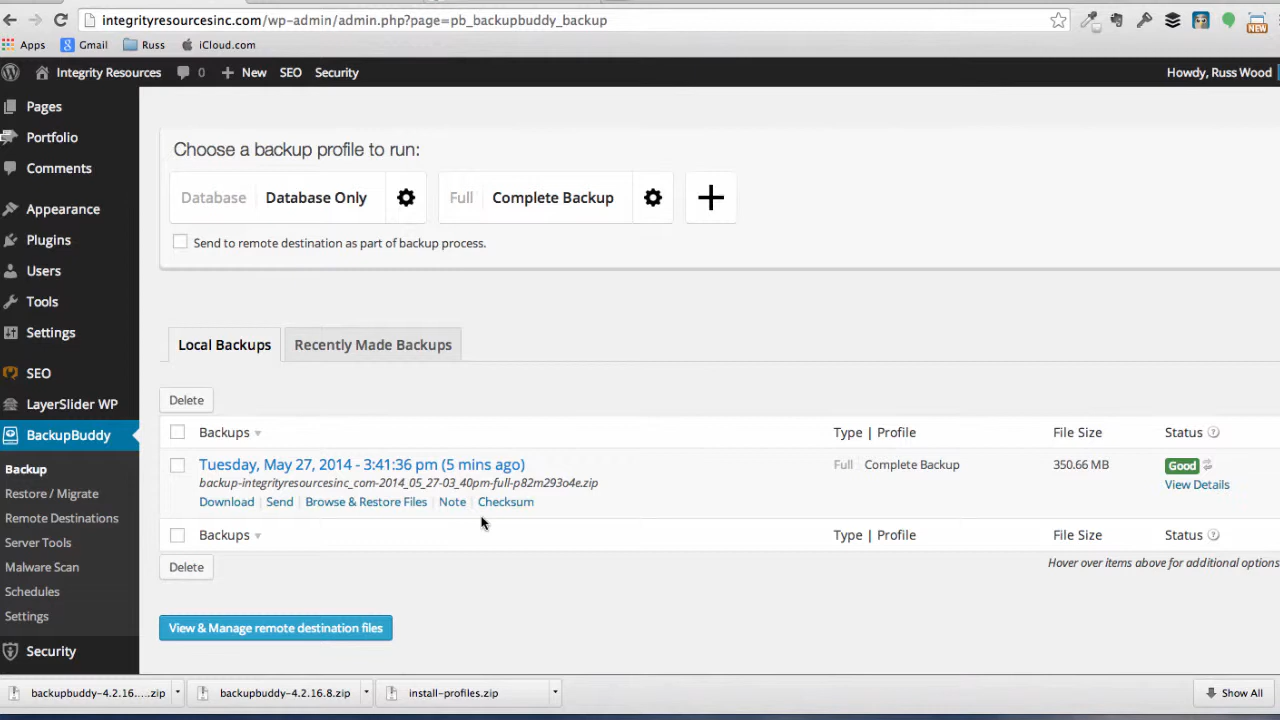 integrityresourcesinc.com/wp-admin/admin.php?page=pb_backupbuddy_backup
NEW
Apps Gmail Russ iCloud.com
Integrity Resources 0 New SEO Security Howdy, Russ Wood
Pages
Portfolio
Comments
Appearance
Plugins
Users
Tools
Settings
SEO
LayerSlider WP
BackupBuddy
Backup
Restore / Migrate
Remote Destinations
Server Tools
Malware Scan
Schedules
Settings
Security
Choose a backup profile to run:
Database Database Only Full Complete Backup
Send to remote destination as part of backup process.
Local Backups Recently Made Backups
Delete
Backups Type | Profile File Size Status
Tuesday, May 27, 2014 - 3:41:36 pm (5 mins ago) Full Complete Backup 350.66 MB Good
backup-integrityresourcesinc_com-2014_05_27-03_40pm-full-p82m293o4e.zip View Details
Download | Send | Browse & Restore Files | Note | Checksum
Backups Type | Profile File Size Status
Delete Hover over items above for additional options
View & Manage remote destination files
backupbuddy-4.2.16....zip backupbuddy-4.2.16.8.zip install-profiles.zip Show All